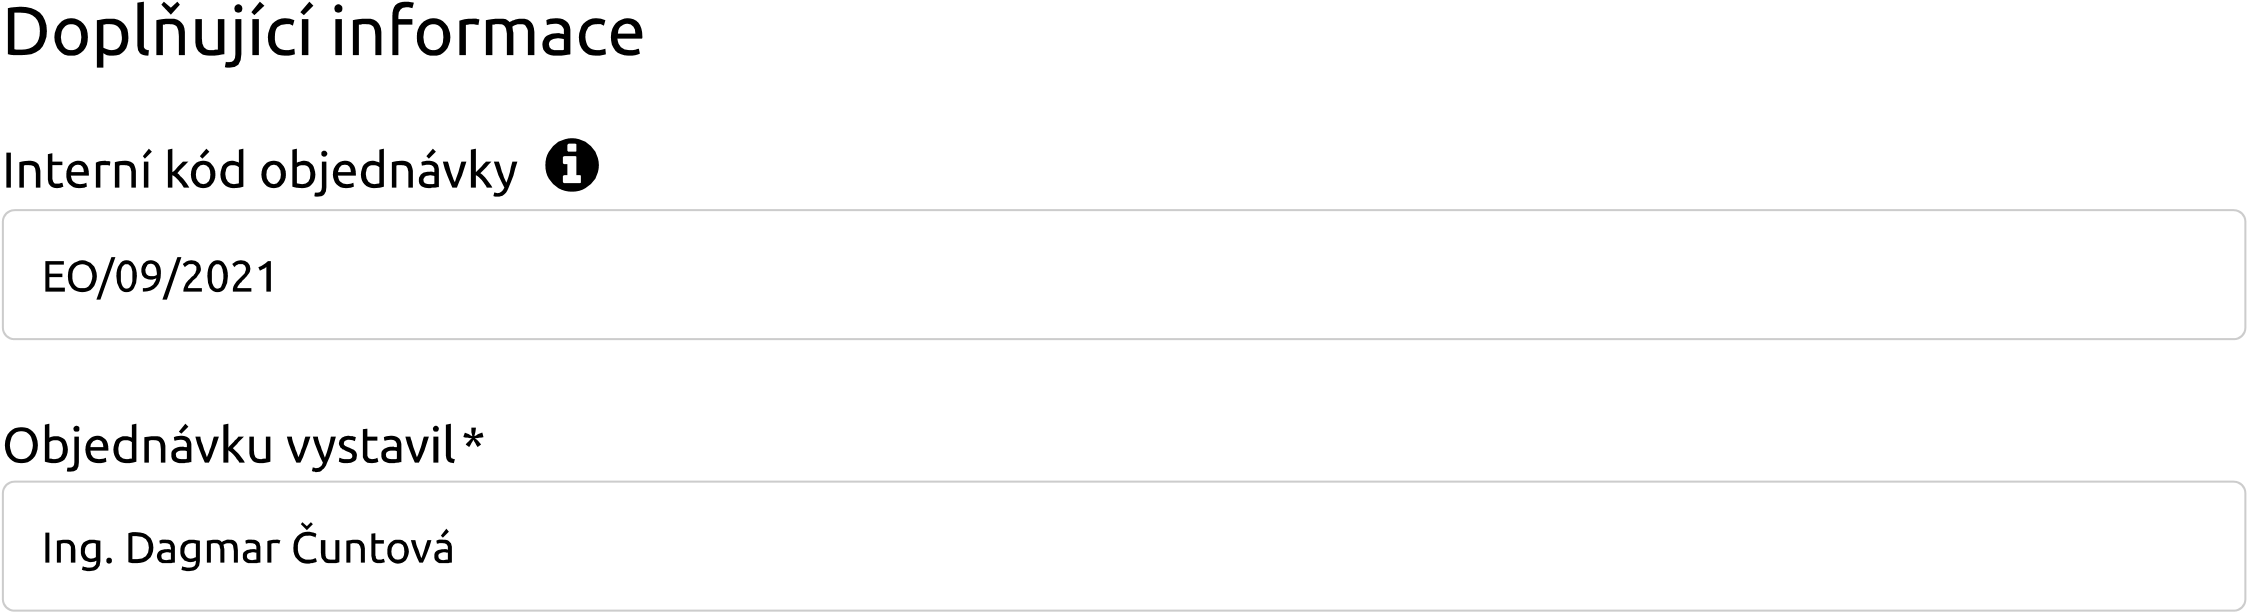 Doplňující informace
Interní kód objednávky
EO/09/2021
Objednávku vystavil*
Ing. Dagmar Čuntová